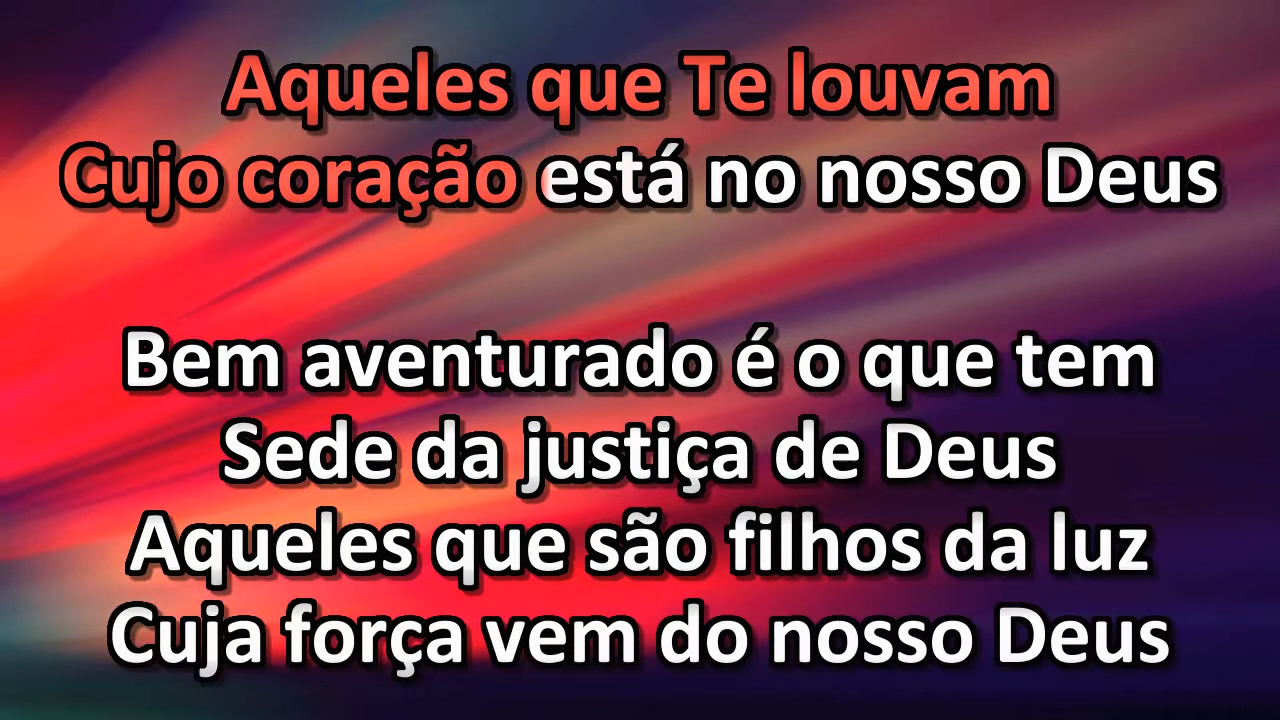 Aqueles que Te louvam
Cujo coração está no nosso Deus
Bem aventurado é o que tem
Sede da justiça de Deus
Aqueles que são filhos da luz
Cuja força vem do nosso Deus